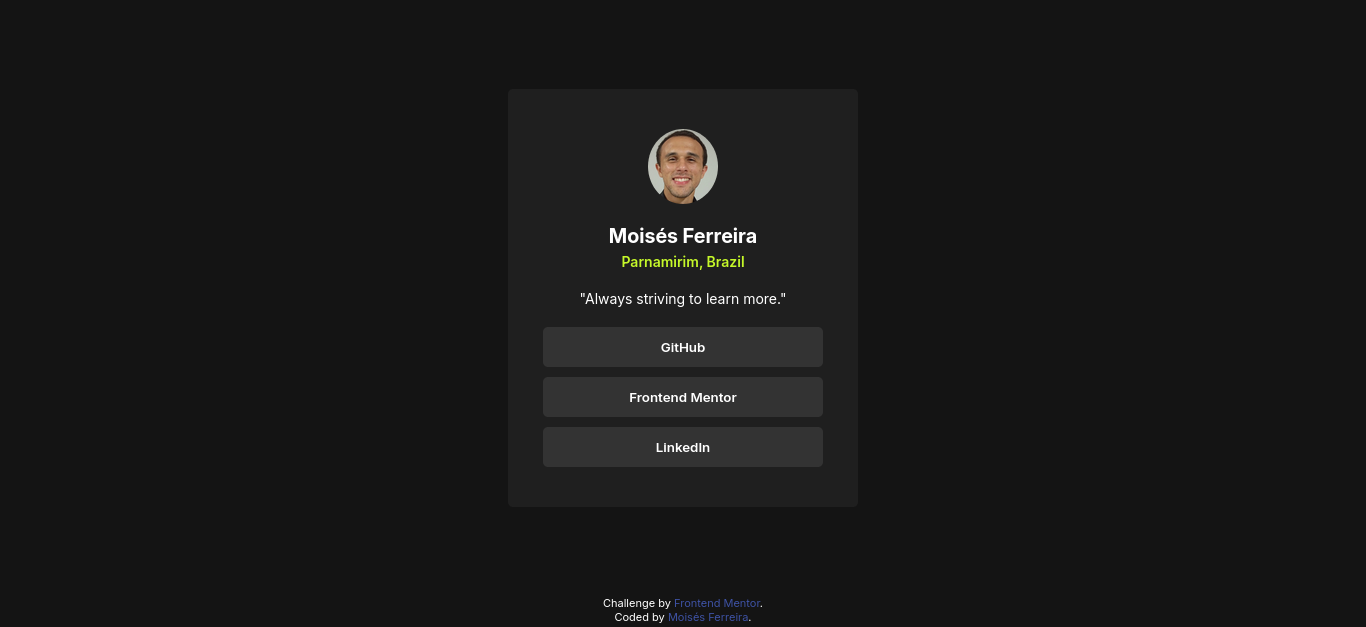 Moisés Ferreira
Parnamirim, Brazil
"Always striving to learn more."
GitHub
Frontend Mentor
LinkedIn
Challenge by Frontend Mentor.
Coded by Moisés Ferreira.